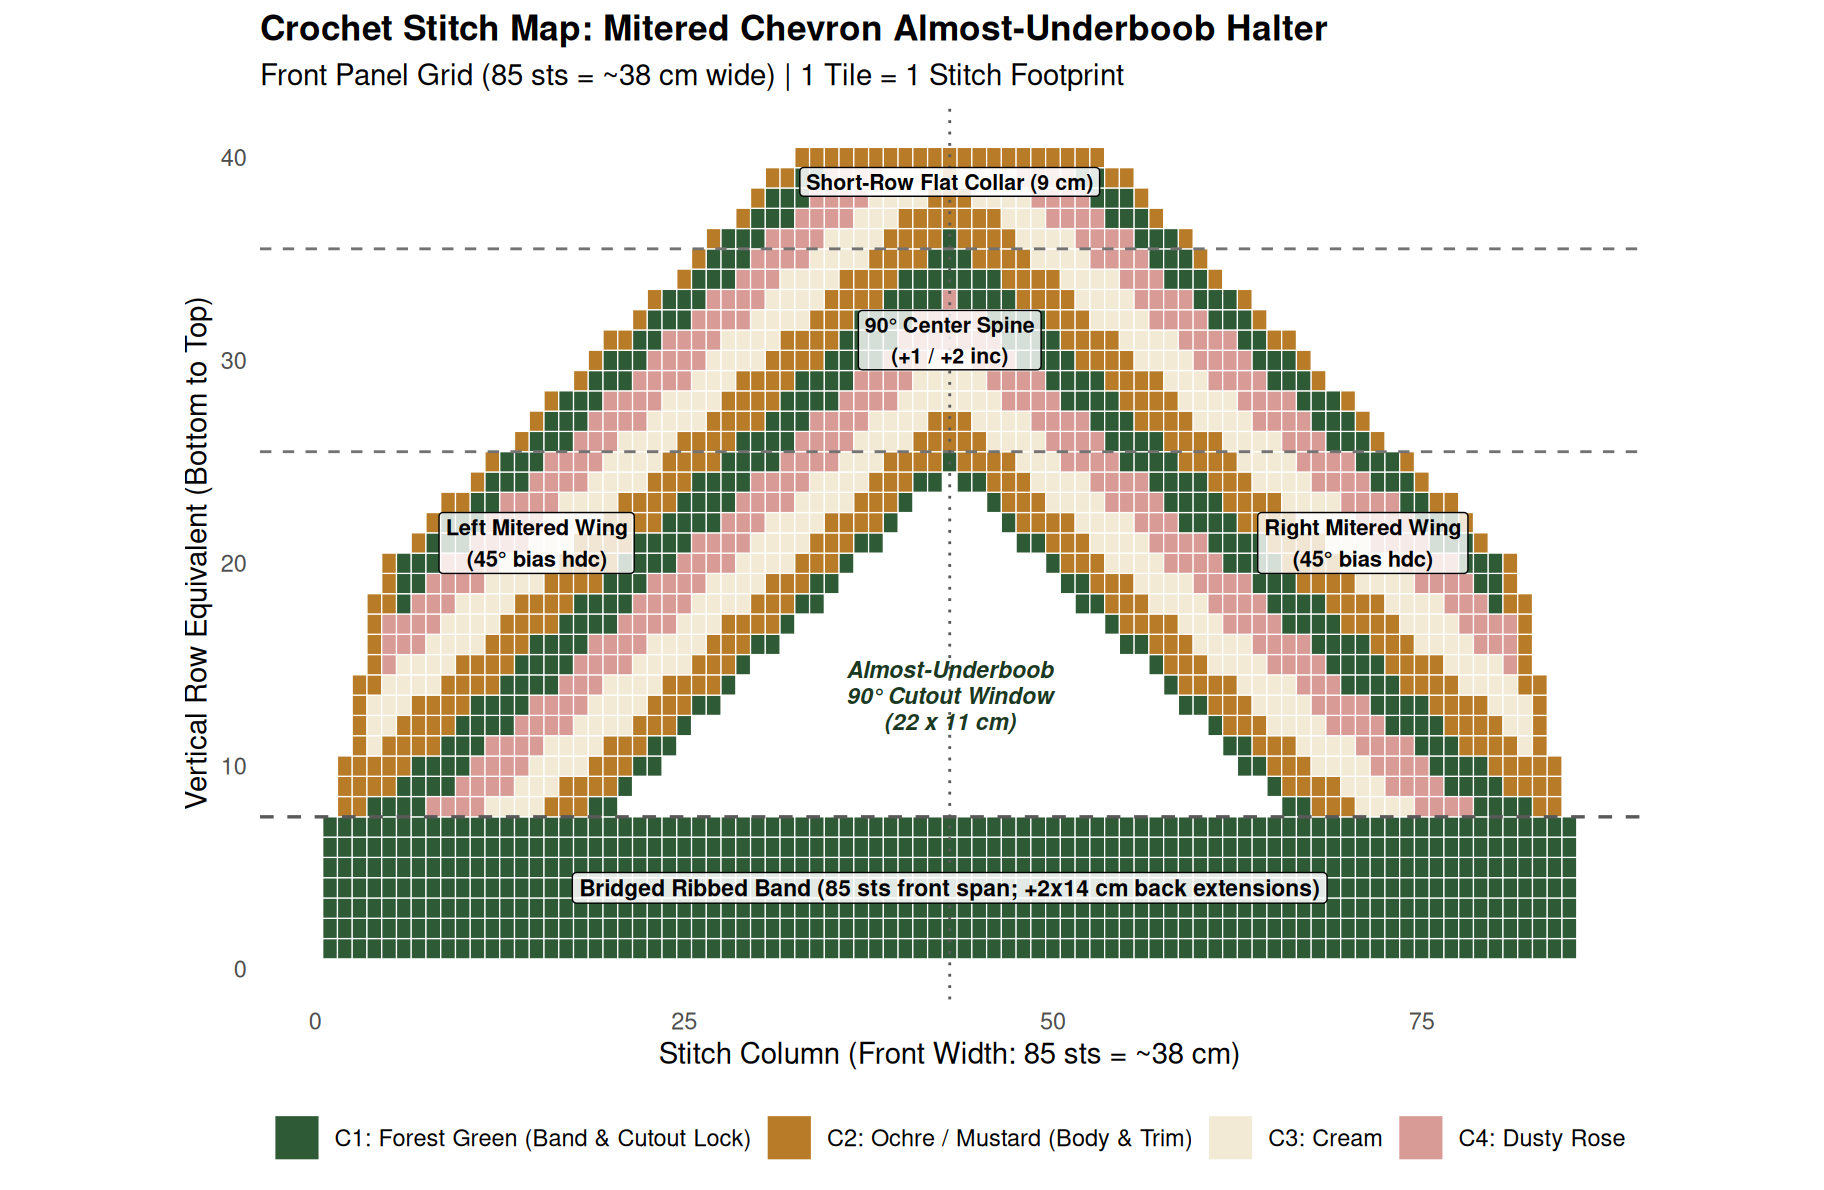 Crochet Stitch Map: Mitered Chevron Almost-Underboob Halter
Front Panel Grid (85 sts = ~38 cm wide) | 1 Tile = 1 Stitch Footprint
Vertical Row Equivalent (Bottom to Top)
40
30
20
10
0
Short-Row Flat Collar (9 cm)
90° Center Spine
(+1 / +2 inc)
Left Mitered Wing
(45° bias hdc)
Right Mitered Wing
(45° bias hdc)
Almost-Underboob
90° Cutout Window
(22 x 11 cm)
Bridged Ribbed Band (85 sts front span; +2x14 cm back extensions)
0
25
50
75
Stitch Column (Front Width: 85 sts = ~38 cm)
C1: Forest Green (Band & Cutout Lock)
C2: Ochre / Mustard (Body & Trim)
C3: Cream
C4: Dusty Rose